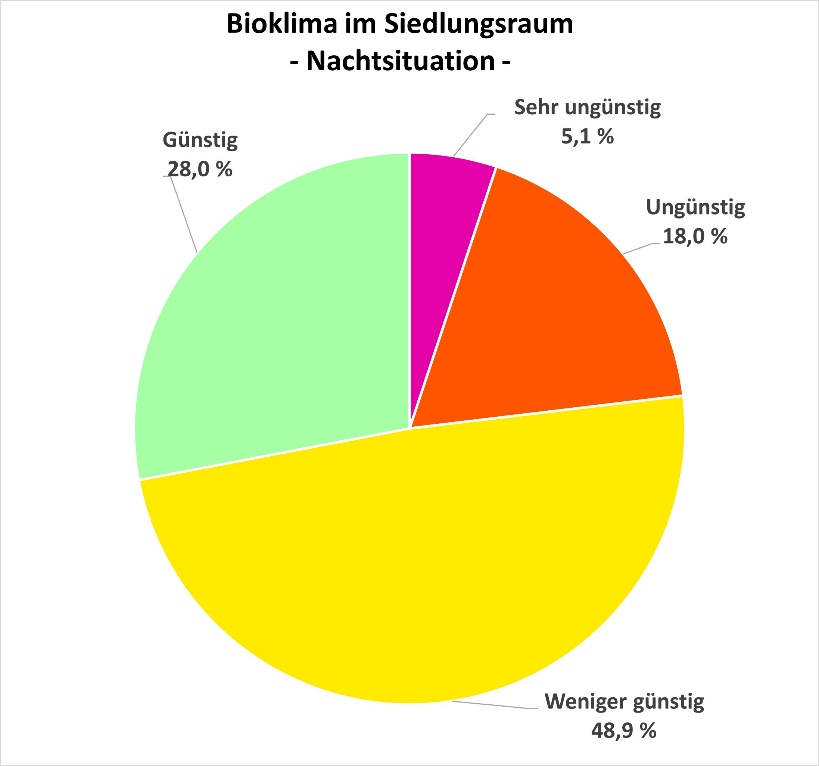 Bioklima im Siedlungsraum
- Nachtsituation -
Sehr ungünstig
5,1 %
Günstig
28,0 %
Ungünstig
18,0 %
Weniger günstig
48,9 %